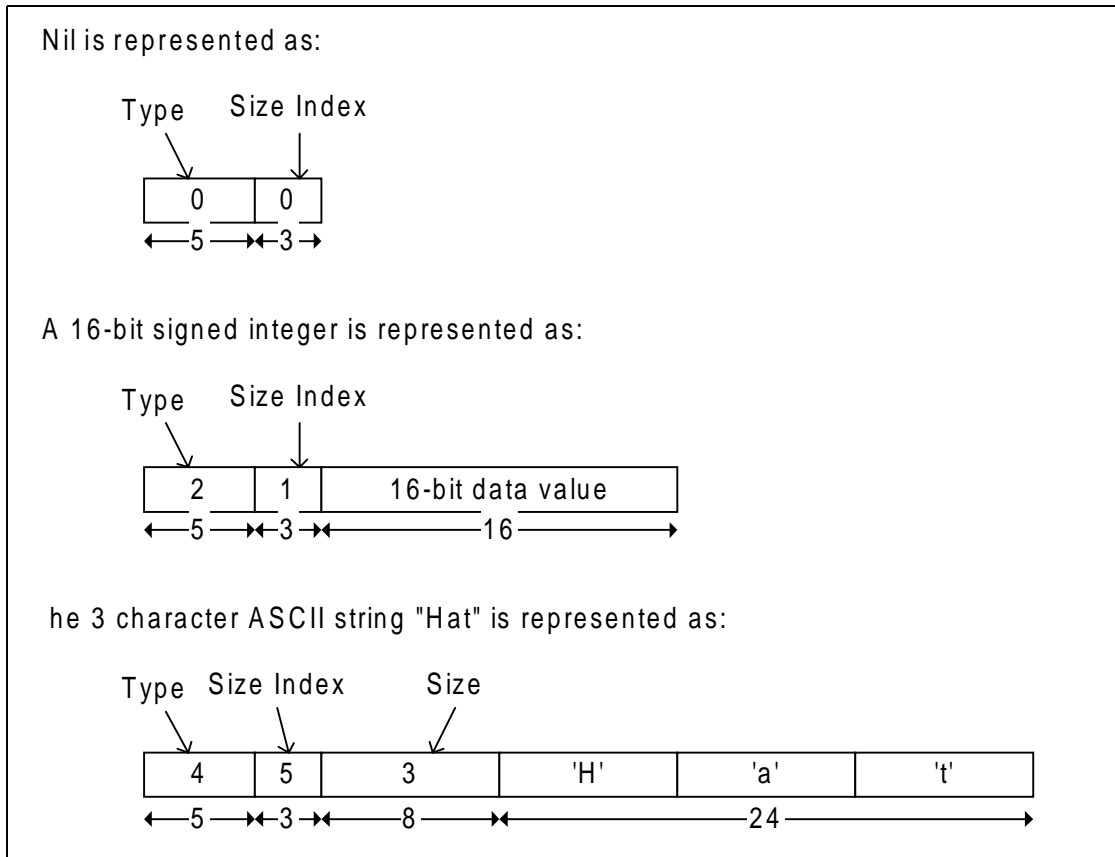 Nil is represented as:
Type Size Index
0 0
5 3
A 16-bit signed integer is represented as:
Type Size Index
2 1 16-bit data value
5 3 16
he 3 character ASCII string "Hat" is represented as:
Type Size Index Size
4 5 3 'H' 'a' 't'
5 3 8 24